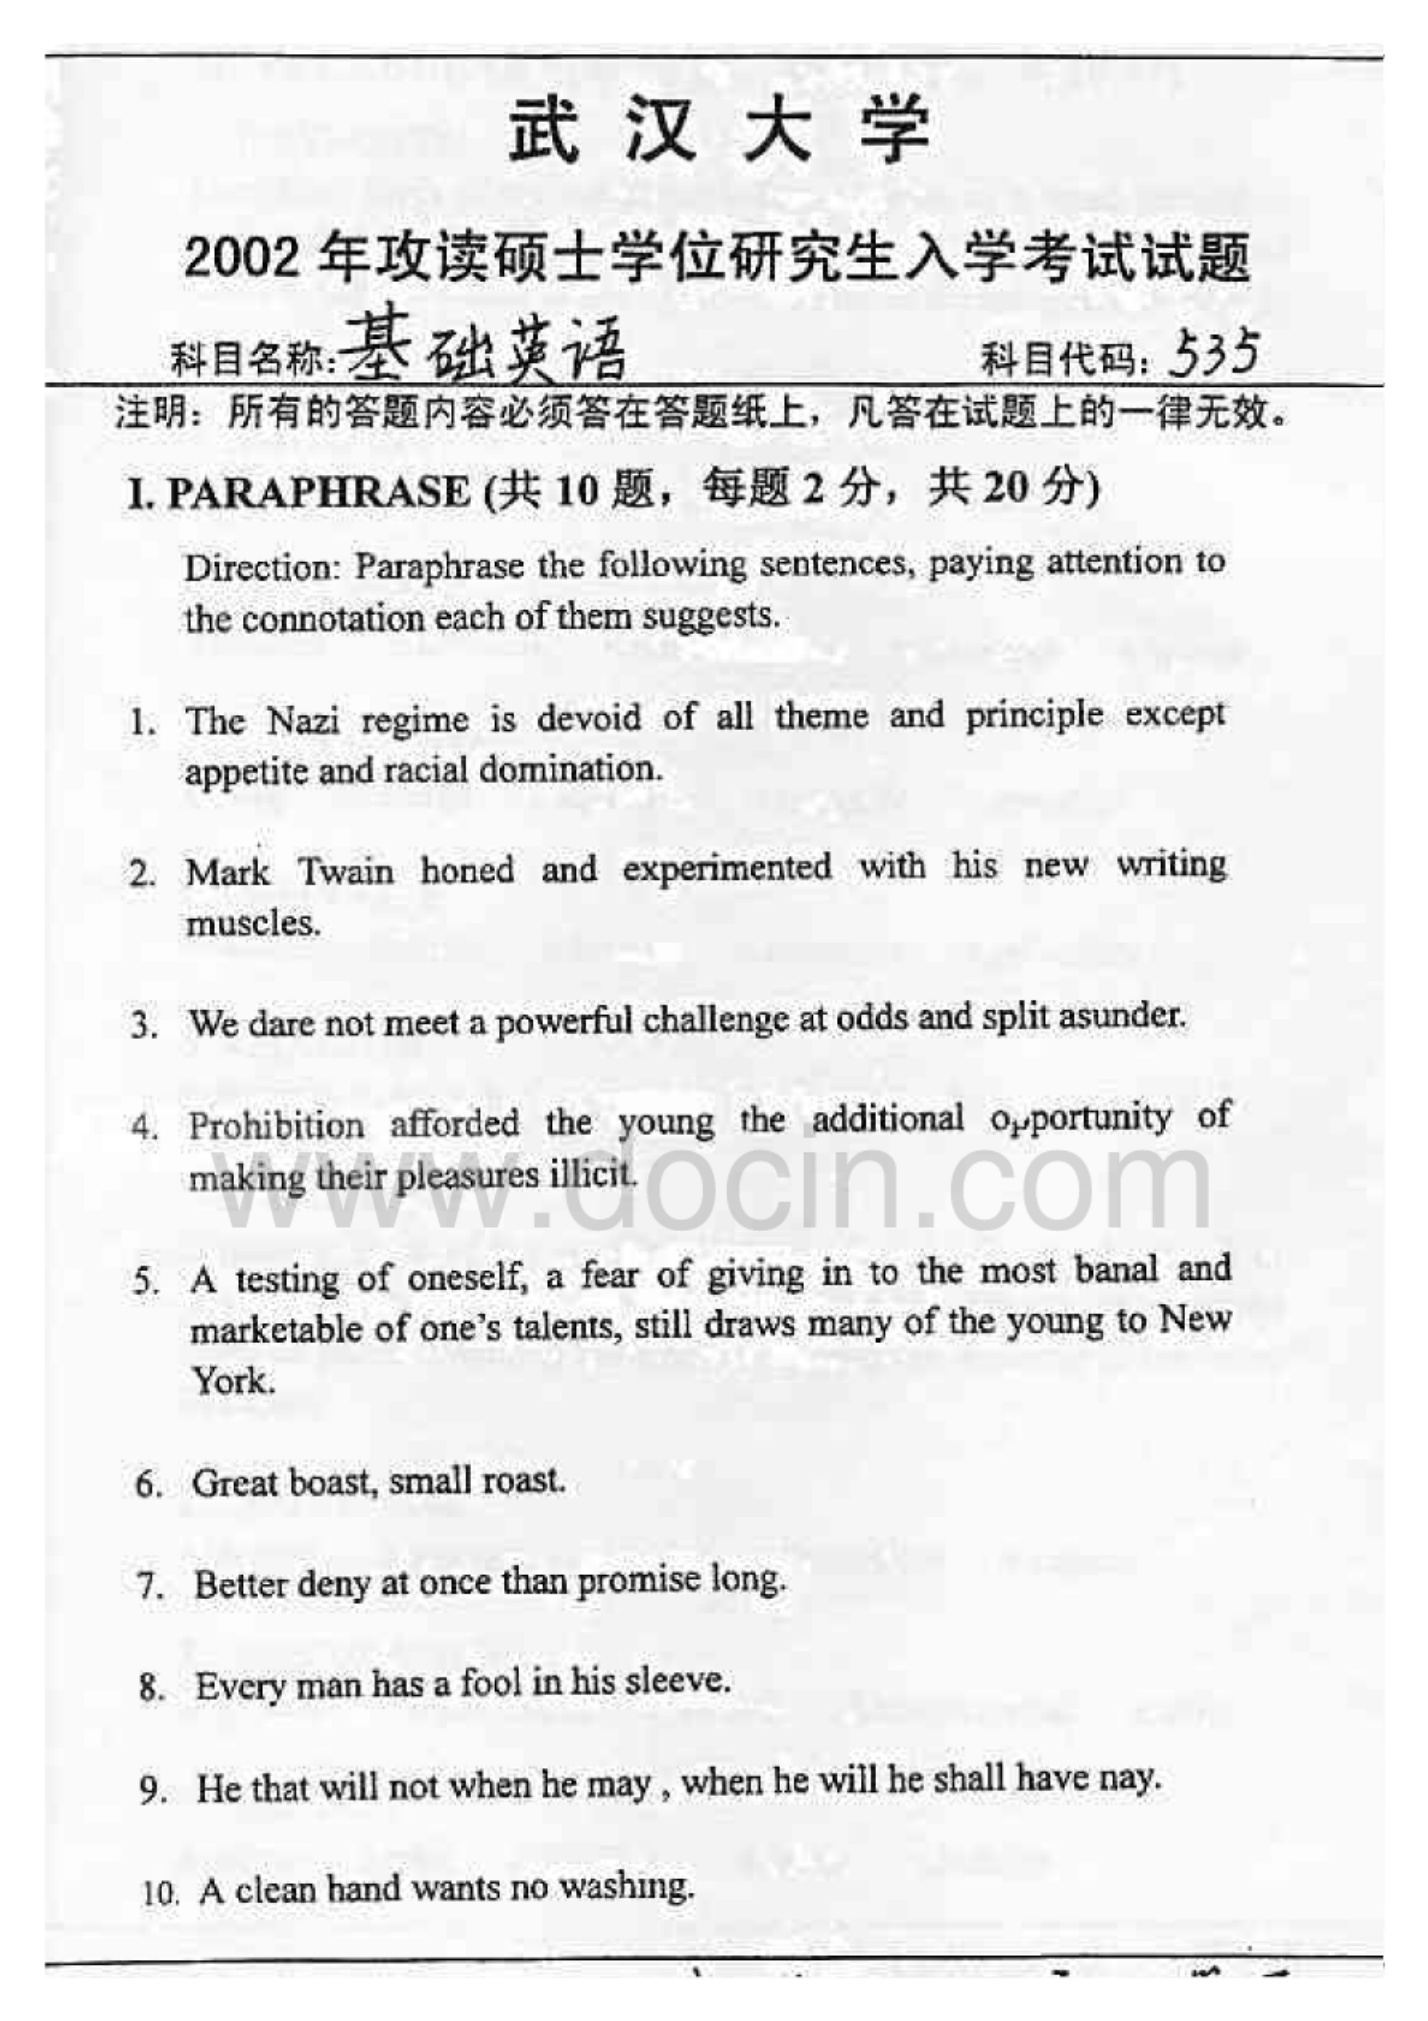 武汉大学
2002 年攻读硕士学位研究生入学考试试题
科目名称: 基础英语 科目代码: 535
注明: 所有的答题内容必须答在答题纸上, 凡答在试题上的一律无效。
I. PARAPHRASE (共 10 题, 每题 2 分, 共 20 分)
Direction: Paraphrase the following sentences, paying attention to
the connotation each of them suggests.
1. The Nazi regime is devoid of all theme and principle except
appetite and racial domination.
2. Mark Twain honed and experimented with his new writing
muscles.
3. We dare not meet a powerful challenge at odds and split asunder.
4. Prohibition afforded the young the additional opportunity of
making their pleasures illicit.
www.docin.com
5. A testing of oneself, a fear of giving in to the most banal and
marketable of one's talents, still draws many of the young to New
York.
6. Great boast, small roast.
7. Better deny at once than promise long.
8. Every man has a fool in his sleeve.
9. He that will not when he may , when he will he shall have nay.
10. A clean hand wants no washing.